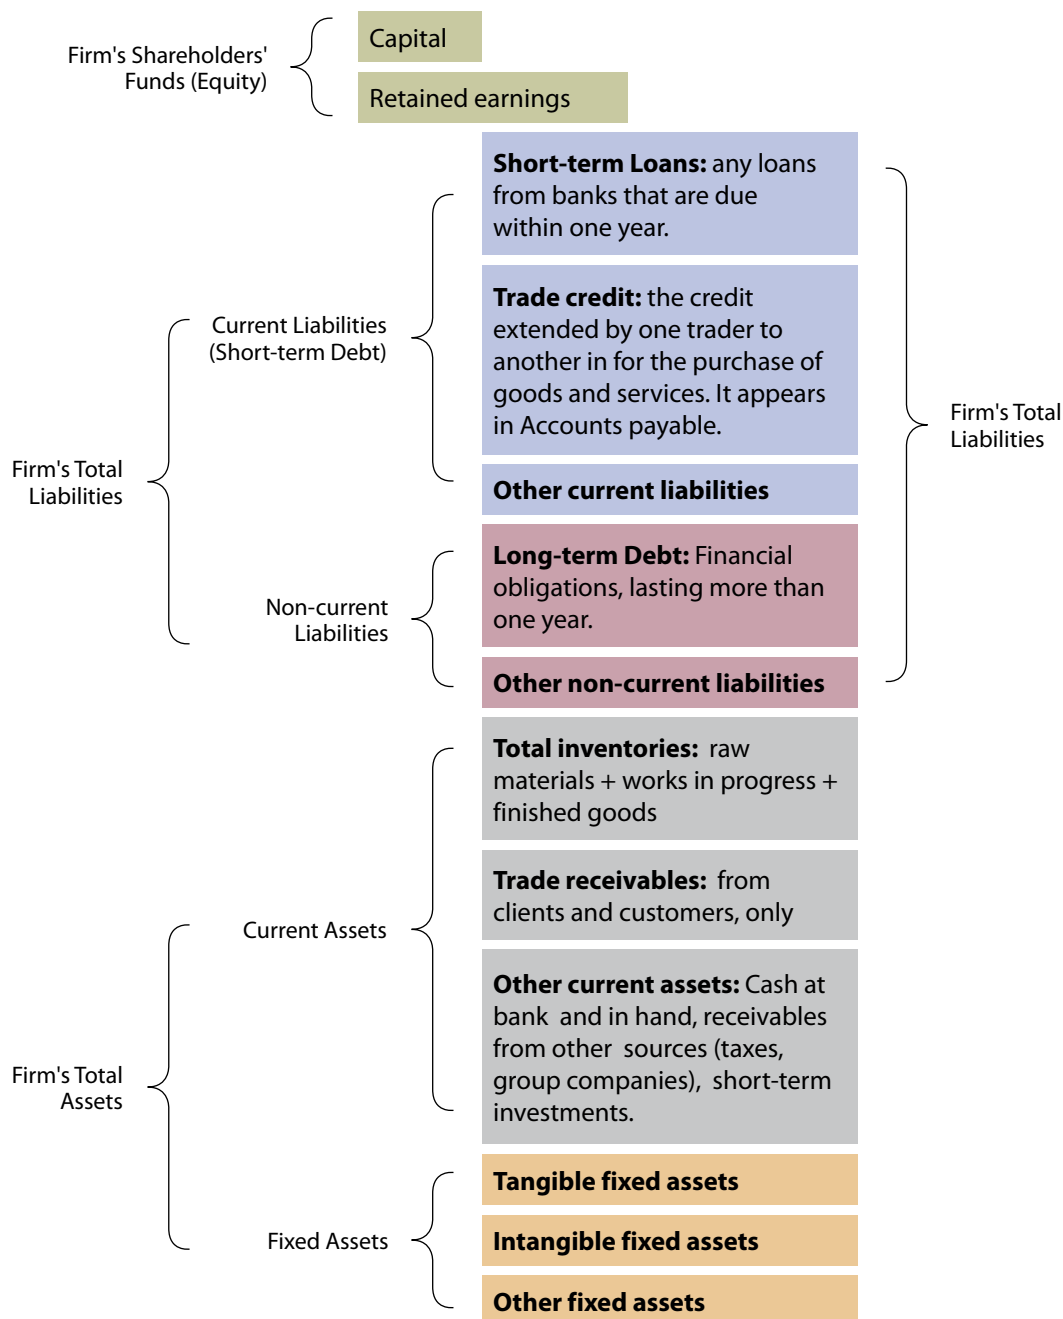 Firm's Shareholders'
Funds (Equity)
Capital
Retained earnings
Short-term Loans: any loans
from banks that are due
within one year.
Trade credit: the credit
extended by one trader to
another in for the purchase of
goods and services. It appears
in Accounts payable.
Current Liabilities
(Short-term Debt)
Other current liabilities
Firm's Total
Liabilities
Firm's Total
Liabilities
Long-term Debt: Financial
obligations, lasting more than
one year.
Non-current
Liabilities
Other non-current liabilities
Total inventories: raw
materials + works in progress +
finished goods
Trade receivables: from
clients and customers, only
Current Assets
Other current assets: Cash at
bank and in hand, receivables
from other sources (taxes,
group companies), short-term
investments.
Firm's Total
Assets
Tangible fixed assets
Fixed Assets
Intangible fixed assets
Other fixed assets